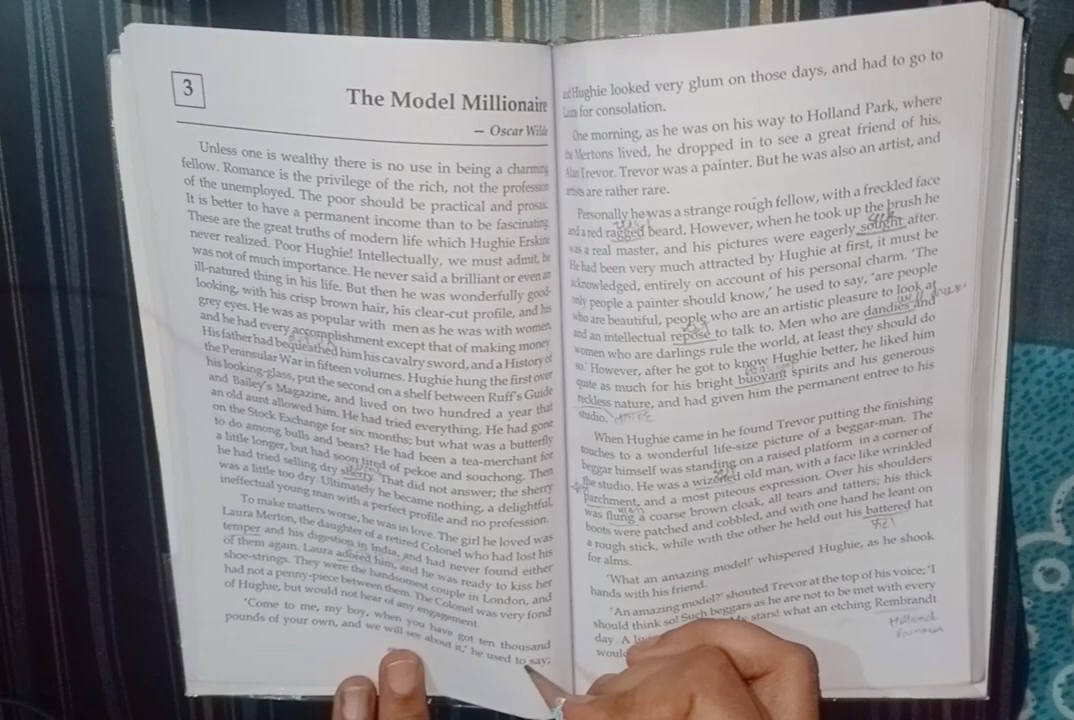 3
The Model Millionaire
– Oscar Wilde
Unless one is wealthy there is no use in being a charming
fellow. Romance is the privilege of the rich, not the profession
of the unemployed. The poor should be practical and prosaic.
It is better to have a permanent income than to be fascinating.
These are the great truths of modern life which Hughie Erskine
never realized. Poor Hughie! Intellectually, we must admit, he
was not of much importance. He never said a brilliant or even an
ill-natured thing in his life. But then he was wonderfully good-
looking, with his crisp brown hair, his clear-cut profile, and his
grey eyes. He was as popular with men as he was with women,
and he had every accomplishment except that of making money.
His father had bequeathed him his cavalry sword, and a History of
the Peninsular War in fifteen volumes. Hughie hung the first over
his looking-glass, put the second on a shelf between Ruff's Guide
and Bailey's Magazine, and lived on two hundred a year that
an old aunt allowed him. He had tried everything. He had gone
on the Stock Exchange for six months; but what was a butterfly
to do among bulls and bears? He had been a tea-merchant for
a little longer, but had soon tired of pekoe and souchong. Then
he had tried selling dry sherry. That did not answer; the sherry
was a little too dry. Ultimately he became nothing, a delightful,
ineffectual young man with a perfect profile and no profession.
To make matters worse, he was in love. The girl he loved was
Laura Merton, the daughter of a retired Colonel who had lost his
temper and his digestion in India, and had never found either
of them again. Laura adored him, and he was ready to kiss her
shoe-strings. They were the handsomest couple in London, and
had not a penny-piece between them. The Colonel was very fond
of Hughie, but would not hear of any engagement.
'Come to me, my boy, when you have got ten thousand
pounds of your own, and we will see about it,' he used to say;
and Hughie looked very glum on those days, and had to go to
Laura for consolation.
One morning, as he was on his way to Holland Park, where
the Mertons lived, he dropped in to see a great friend of his,
Alan Trevor. Trevor was a painter. But he was also an artist, and
artists are rather rare.
Personally he was a strange rough fellow, with a freckled face
and a red ragged beard. However, when he took up the brush he
was a real master, and his pictures were eagerly sought after.
He had been very much attracted by Hughie at first, it must be
acknowledged, entirely on account of his personal charm. 'The
only people a painter should know,' he used to say, 'are people
who are beautiful, people who are an artistic pleasure to look at
and an intellectual repose to talk to. Men who are dandies and
women who are darlings rule the world, at least they should do
so.' However, after he got to know Hughie better, he liked him
quite as much for his bright buoyant spirits and his generous
reckless nature, and had given him the permanent entree to his
studio.
When Hughie came in he found Trevor putting the finishing
touches to a wonderful life-size picture of a beggar-man. The
beggar himself was standing on a raised platform in a corner of
the studio. He was a wizened old man, with a face like wrinkled
parchment, and a most piteous expression. Over his shoulders
was flung a coarse brown cloak, all tears and tatters; his thick
boots were patched and cobbled, and with one hand he leant on
a rough stick, while with the other he held out his battered hat
for alms.
'What an amazing model!' whispered Hughie, as he shook
hands with his friend.
'An amazing model?' shouted Trevor at the top of his voice; 'I
should think so! Such beggars as he are not to be met with every
day. A stars! what an etching Rembrandt
would
Holland